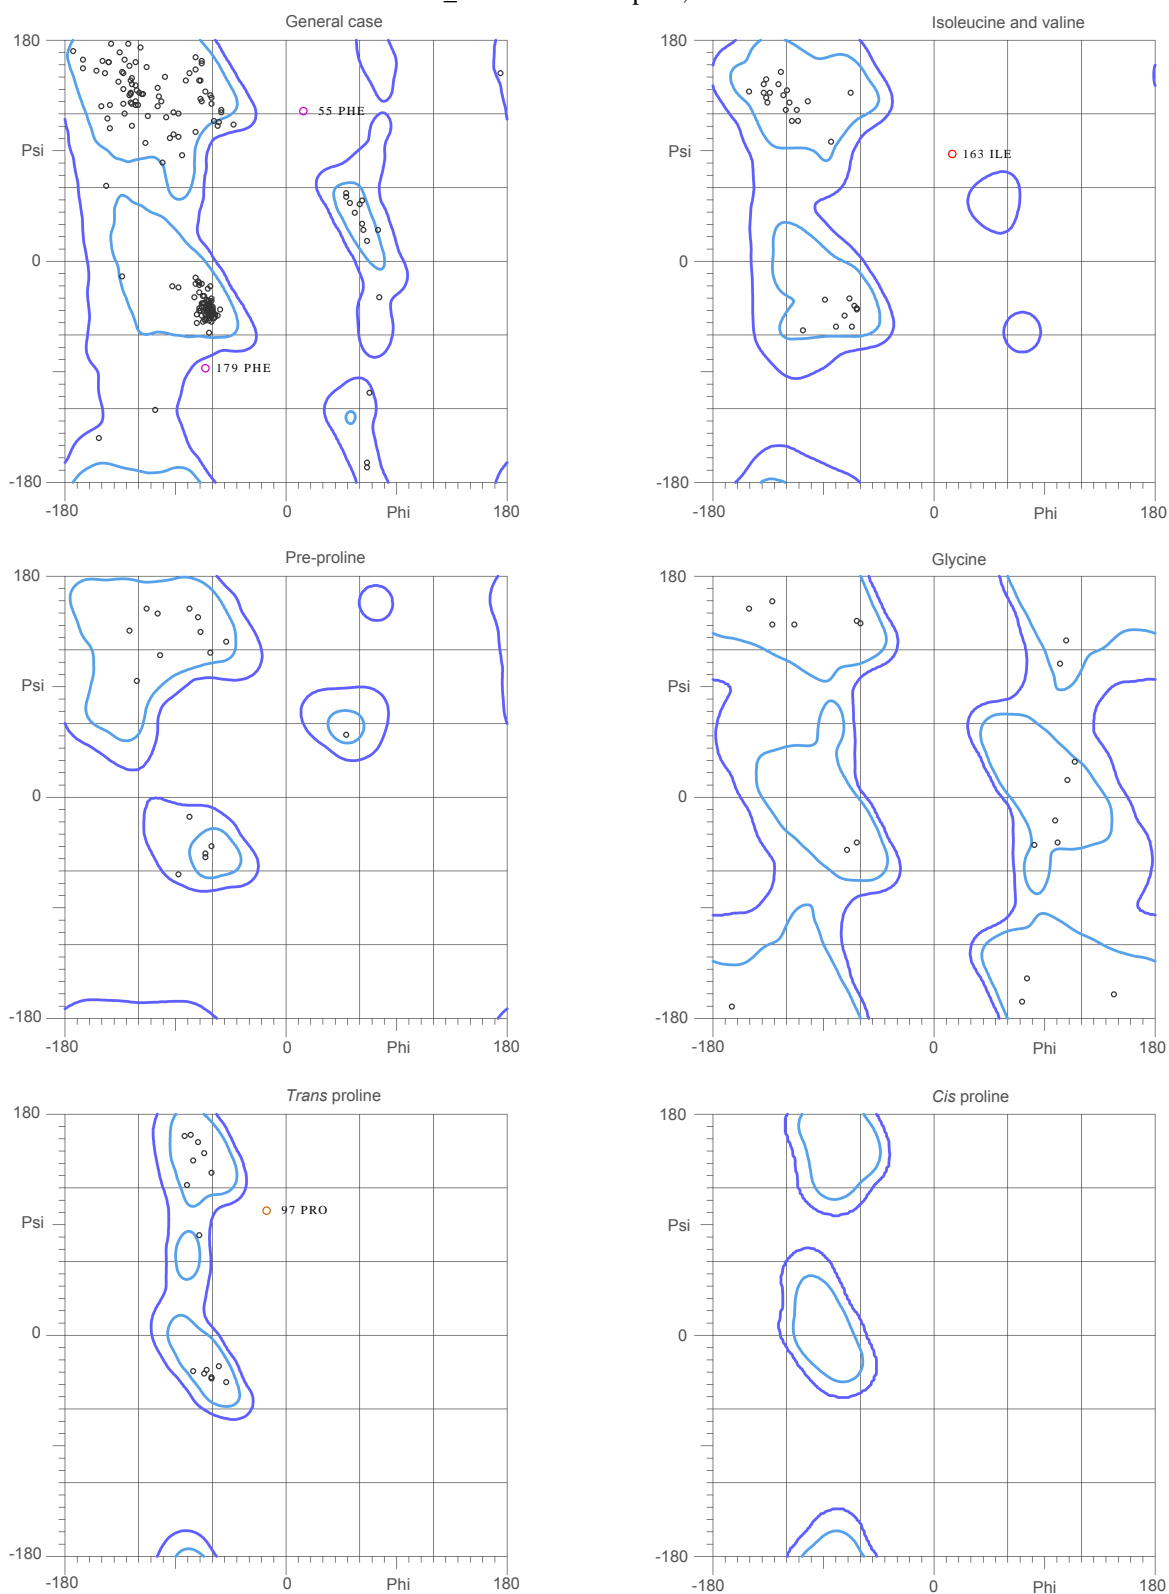 General case
Isoleucine and valine
180
180
55 PHE
Psi
Psi
163 ILE
0
0
179 PHE
-180
-180
-180
0
Phi
180
-180
0
Phi
180
Pre-proline
Glycine
180
180
Psi
Psi
0
0
-180
-180
-180
0
Phi
180
-180
0
Phi
180
Trans proline
Cis proline
180
180
97 PRO
Psi
Psi
0
0
-180
-180
-180
0
Phi
180
-180
0
Phi
180